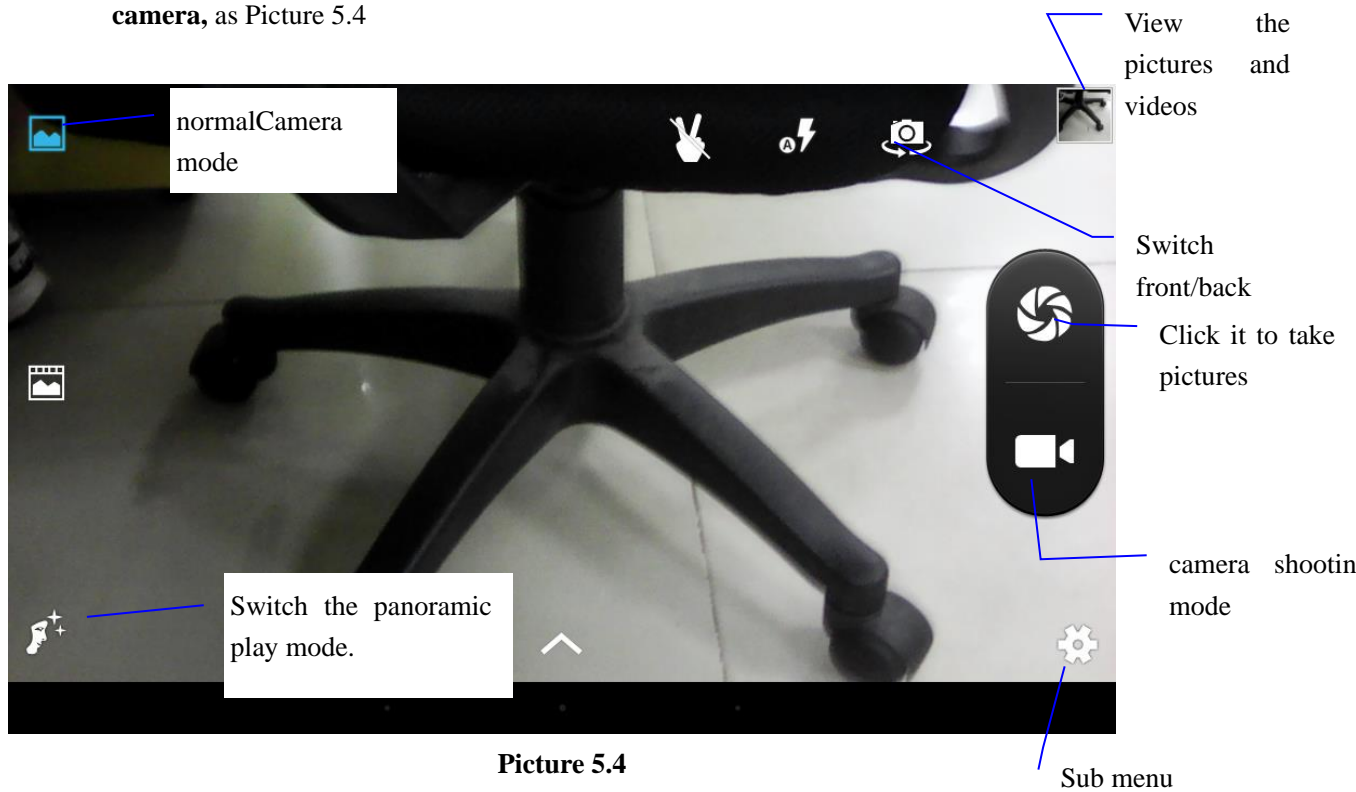 camera, as Picture 5.4
View the
pictures and
videos
normalCamera
mode
A
Switch
front/back
Click it to take
pictures
camera shootin
mode
Switch the panoramic
play mode.
Picture 5.4
Sub menu